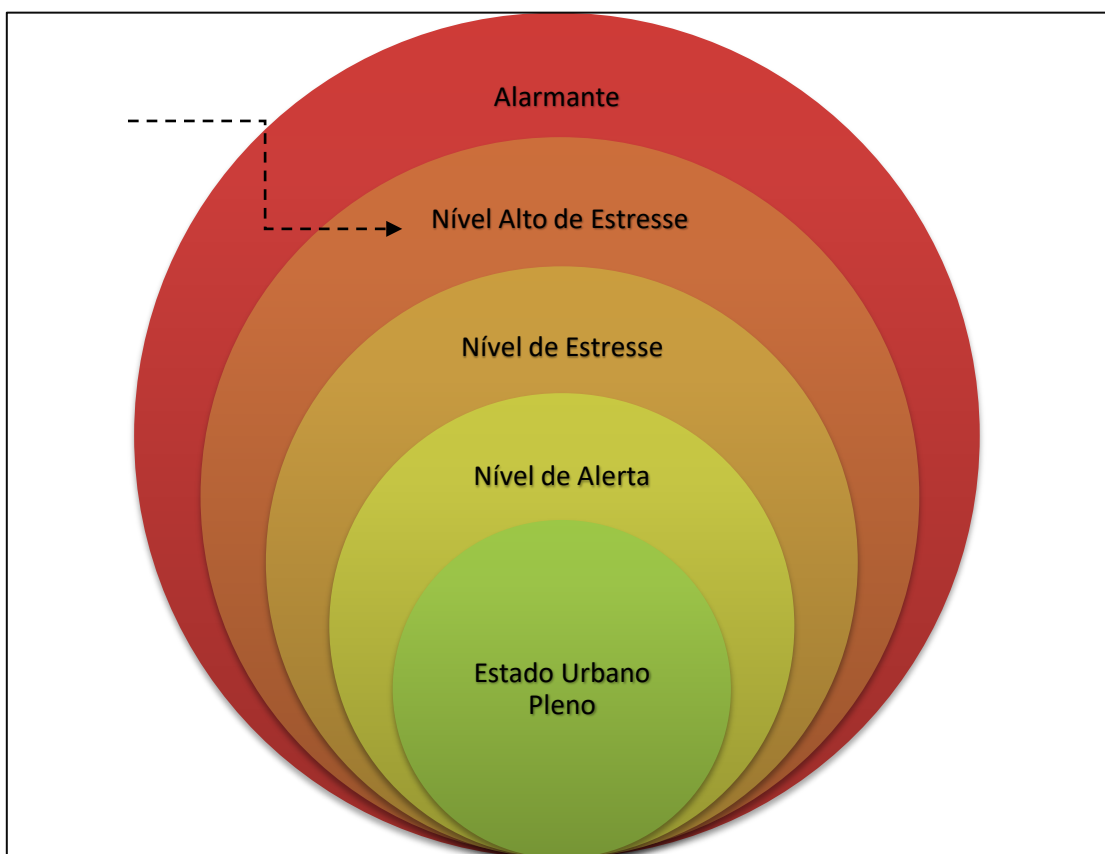 Alarmante
Nível Alto de Estresse
Nível de Estresse
Nível de Alerta
Estado Urbano
Pleno